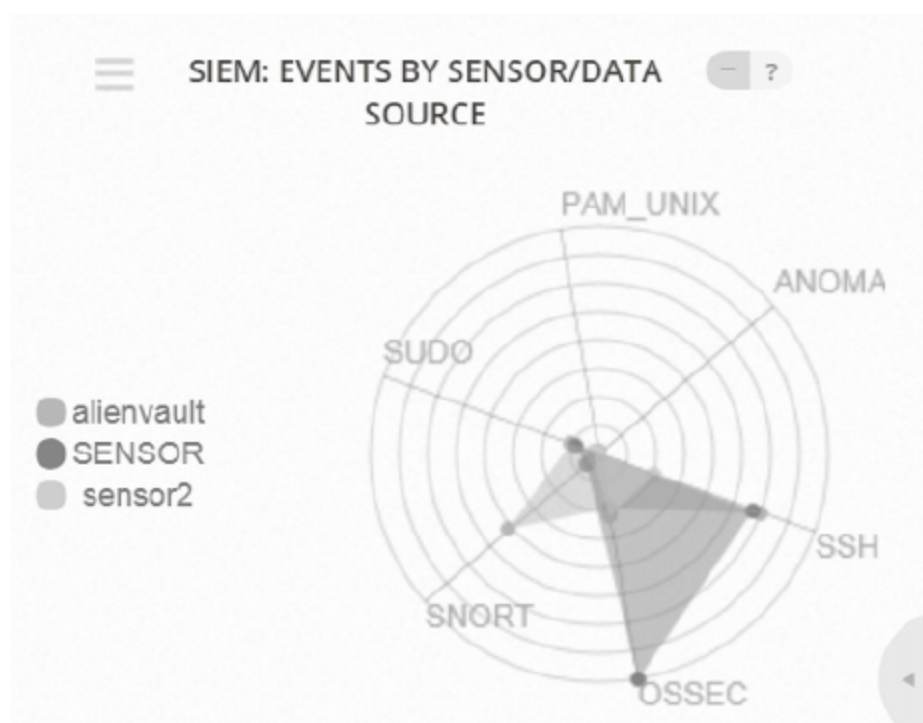 SIEM: EVENTS BY SENSOR/DATA
SOURCE
− ?
PAM_UNIX
ANOMA
SUDO
alienvault
SENSOR
sensor2
SSH
SNORT
OSSEC